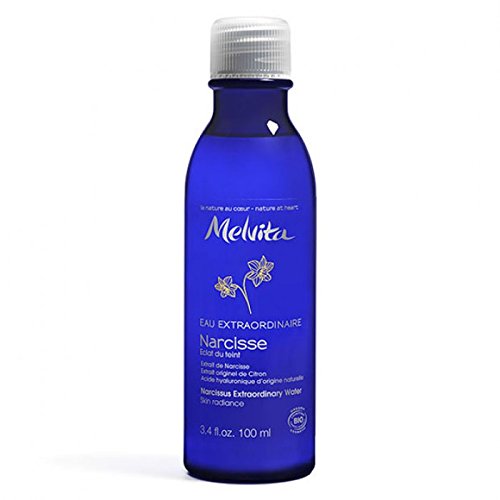 la nature au cœur - nature at heart
Melvita
EAU EXTRAORDINAIRE
Narcisse
Eclat du teint
Extrait de Narcisse
Extrait originel de Citron
Acide hyaluronique d'origine naturelle
Narcissus Extraordinary Water
Skin radiance
3.4 fl.oz. 100 ml
BIO